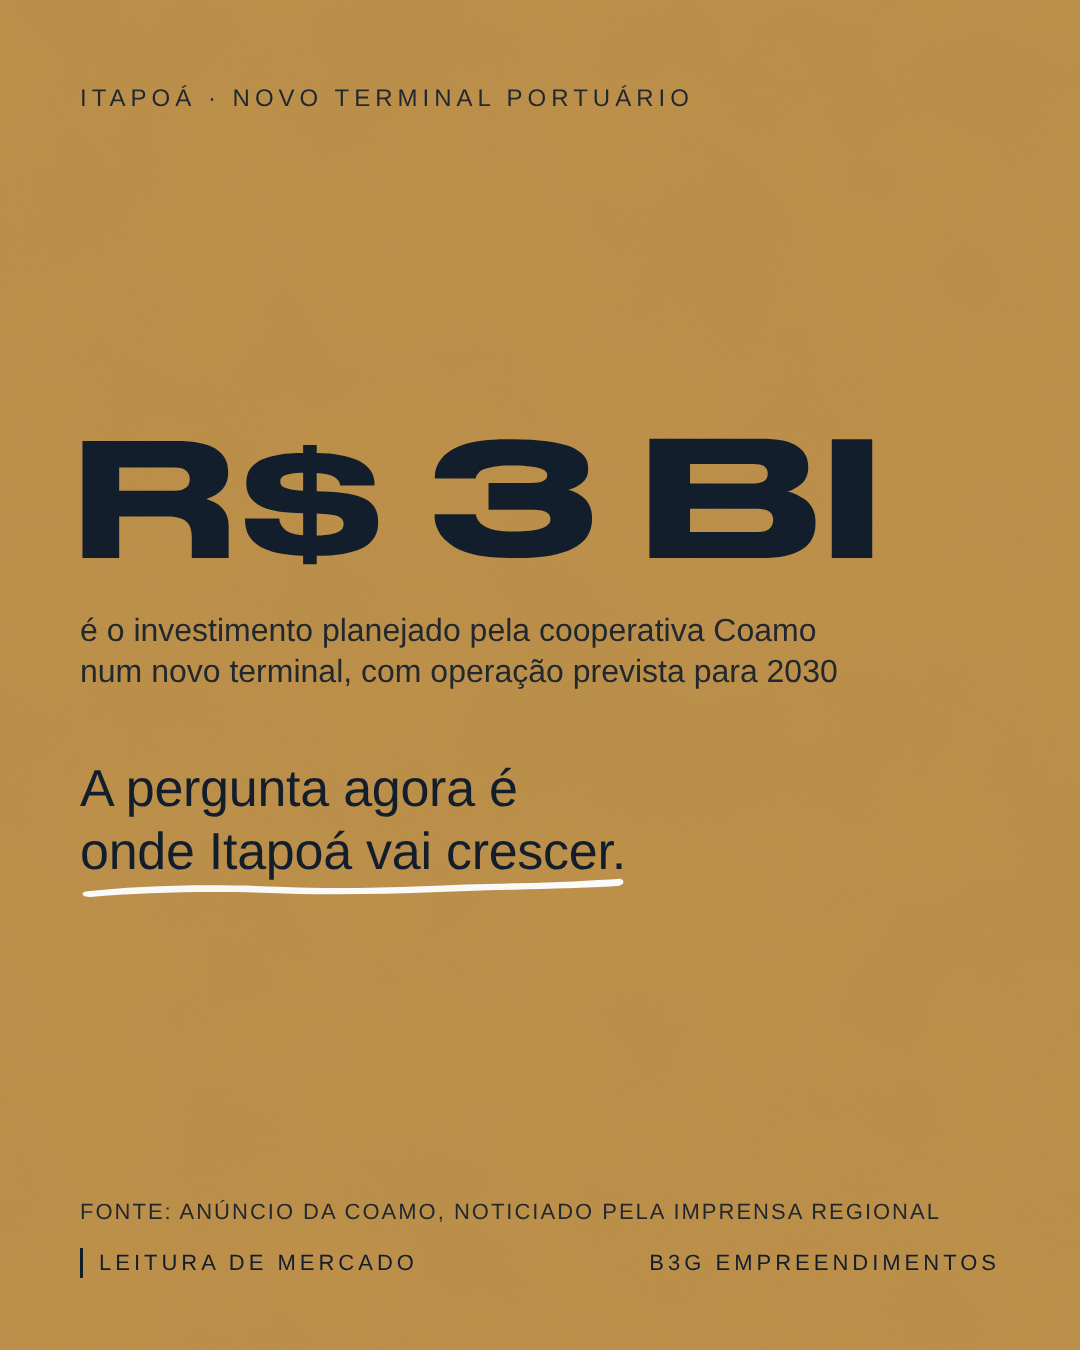 ITAPOÁ · NOVO TERMINAL PORTUÁRIO
R$ 3 BI
é o investimento planejado pela cooperativa Coamo
num novo terminal, com operação prevista para 2030
A pergunta agora é
onde Itapoá vai crescer.
FONTE: ANÚNCIO DA COAMO, NOTICIADO PELA IMPRENSA REGIONAL
LEITURA DE MERCADO
B3G EMPREENDIMENTOS